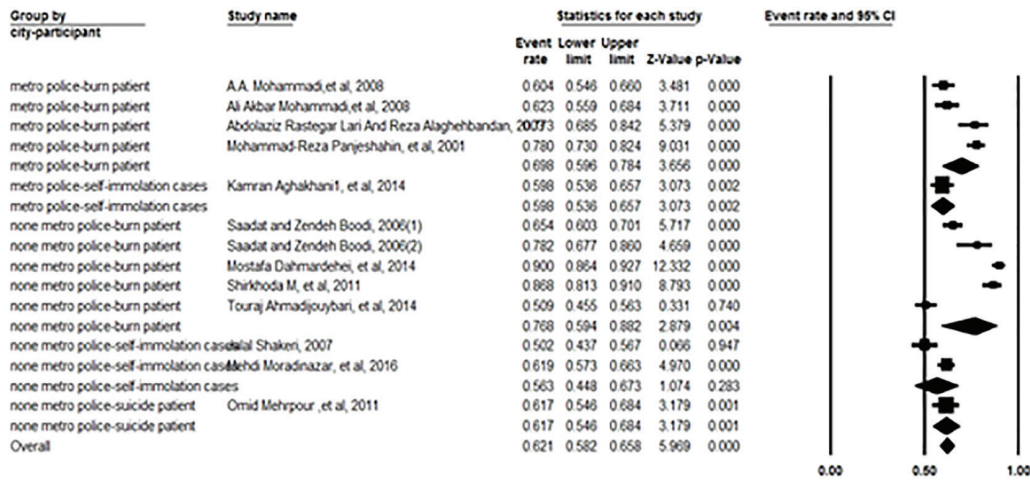 Group by Study name Statistics for each study Event rate and 95% CI
city-participant
Event rate Lower limit Upper limit Z-Value p-Value
metro police-burn patient A.A. Mohammadi,et al, 2008 0.604 0.546 0.660 3.481 0.000
metro police-burn patient Ali Akbar Mohammadi,et al, 2008 0.623 0.559 0.684 3.711 0.000
metro police-burn patient Abdolaziz Rastegar Lari And Reza Alaghehbandan, 0.685 0.842 5.379 0.000
metro police-burn patient Mohammad-Reza Panjeshahin, et al, 2001 0.780 0.730 0.824 9.031 0.000
metro police-burn patient 0.698 0.596 0.784 3.656 0.000
metro police-self-immolation cases Kamran Aghakhani1, et al, 2014 0.598 0.536 0.657 3.073 0.002
metro police-self-immolation cases 0.598 0.536 0.657 3.073 0.002
none metro police-burn patient Saadat and Zendeh Boodi, 2006(1) 0.654 0.603 0.701 5.717 0.000
none metro police-burn patient Saadat and Zendeh Boodi, 2006(2) 0.782 0.677 0.860 4.659 0.000
none metro police-burn patient Mostafa Dahmardehei, et al, 2014 0.900 0.864 0.927 12.332 0.000
none metro police-burn patient Shirkhoda M, et al, 2011 0.868 0.813 0.910 8.793 0.000
none metro police-burn patient Touraj Ahmadijouybari, et al, 2014 0.509 0.455 0.563 0.331 0.740
none metro police-burn patient 0.768 0.594 0.882 2.879 0.004
none metro police-self-immolation Shakeri, 2007 0.502 0.437 0.567 0.066 0.947
none metro police-self-immolation Moradinazar, et al, 2016 0.619 0.573 0.663 4.970 0.000
none metro police-self-immolation cases 0.563 0.448 0.673 1.074 0.283
none metro police-suicide patient Omid Mehrpour ,et al, 2011 0.617 0.546 0.684 3.179 0.001
none metro police-suicide patient 0.617 0.546 0.684 3.179 0.001
Overall 0.621 0.582 0.658 5.969 0.000
0.00 0.50 1.00